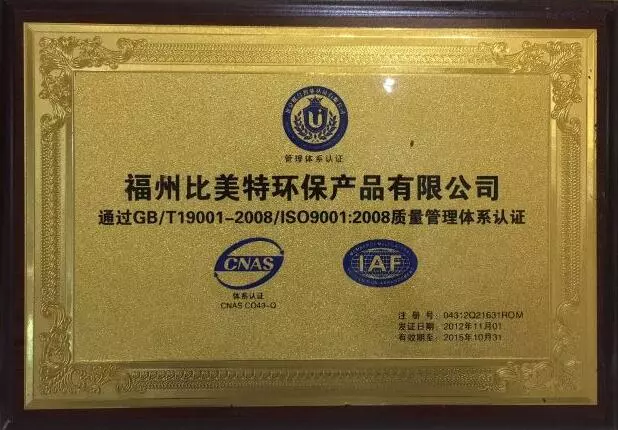 管理体系认证
福州比美特环保产品有限公司
通过GB/T19001-2008/ISO9001:2008质量管理体系认证
CNAS
IAF
体系认证
CNAS CO43-Q
注 册 号: 04312Q21631ROM
发证日期: 2012年11月01
有效期至: 2015年10月31